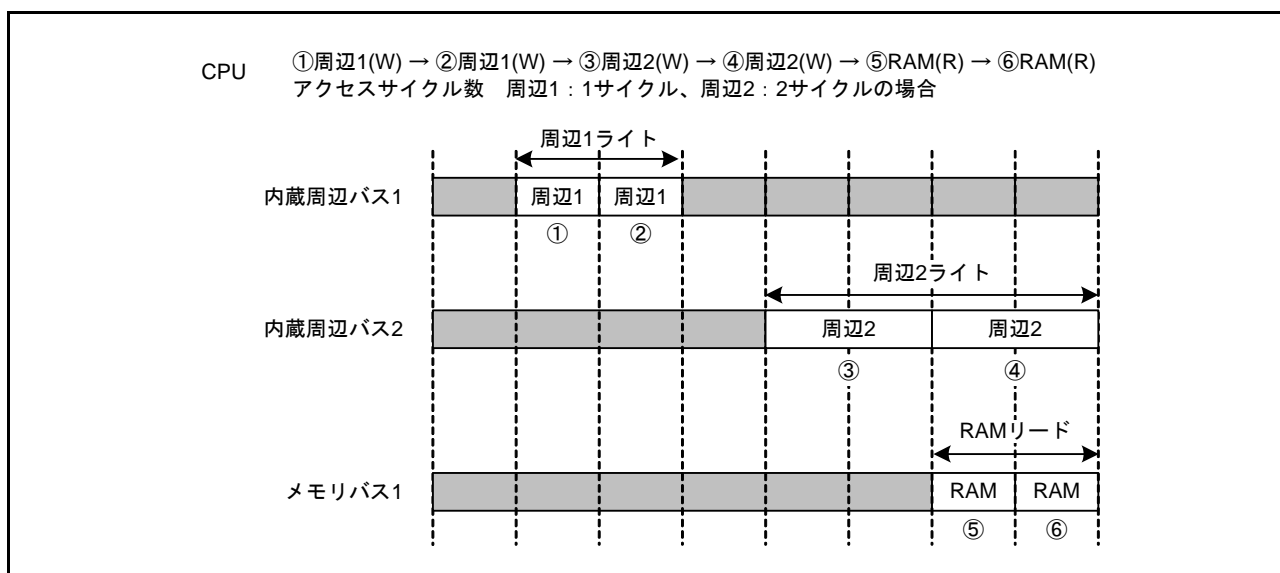 CPU ①周辺1(W) → ②周辺1(W) → ③周辺2(W) → ④周辺2(W) → ⑤RAM(R) → ⑥RAM(R)
アクセスサイクル数 周辺1:1サイクル、周辺2:2サイクルの場合
周辺1ライト
内蔵周辺バス1 周辺1 周辺1
① ②
周辺2ライト
内蔵周辺バス2 周辺2 周辺2
③ ④
RAMリード
メモリバス1 RAM RAM
⑤ ⑥